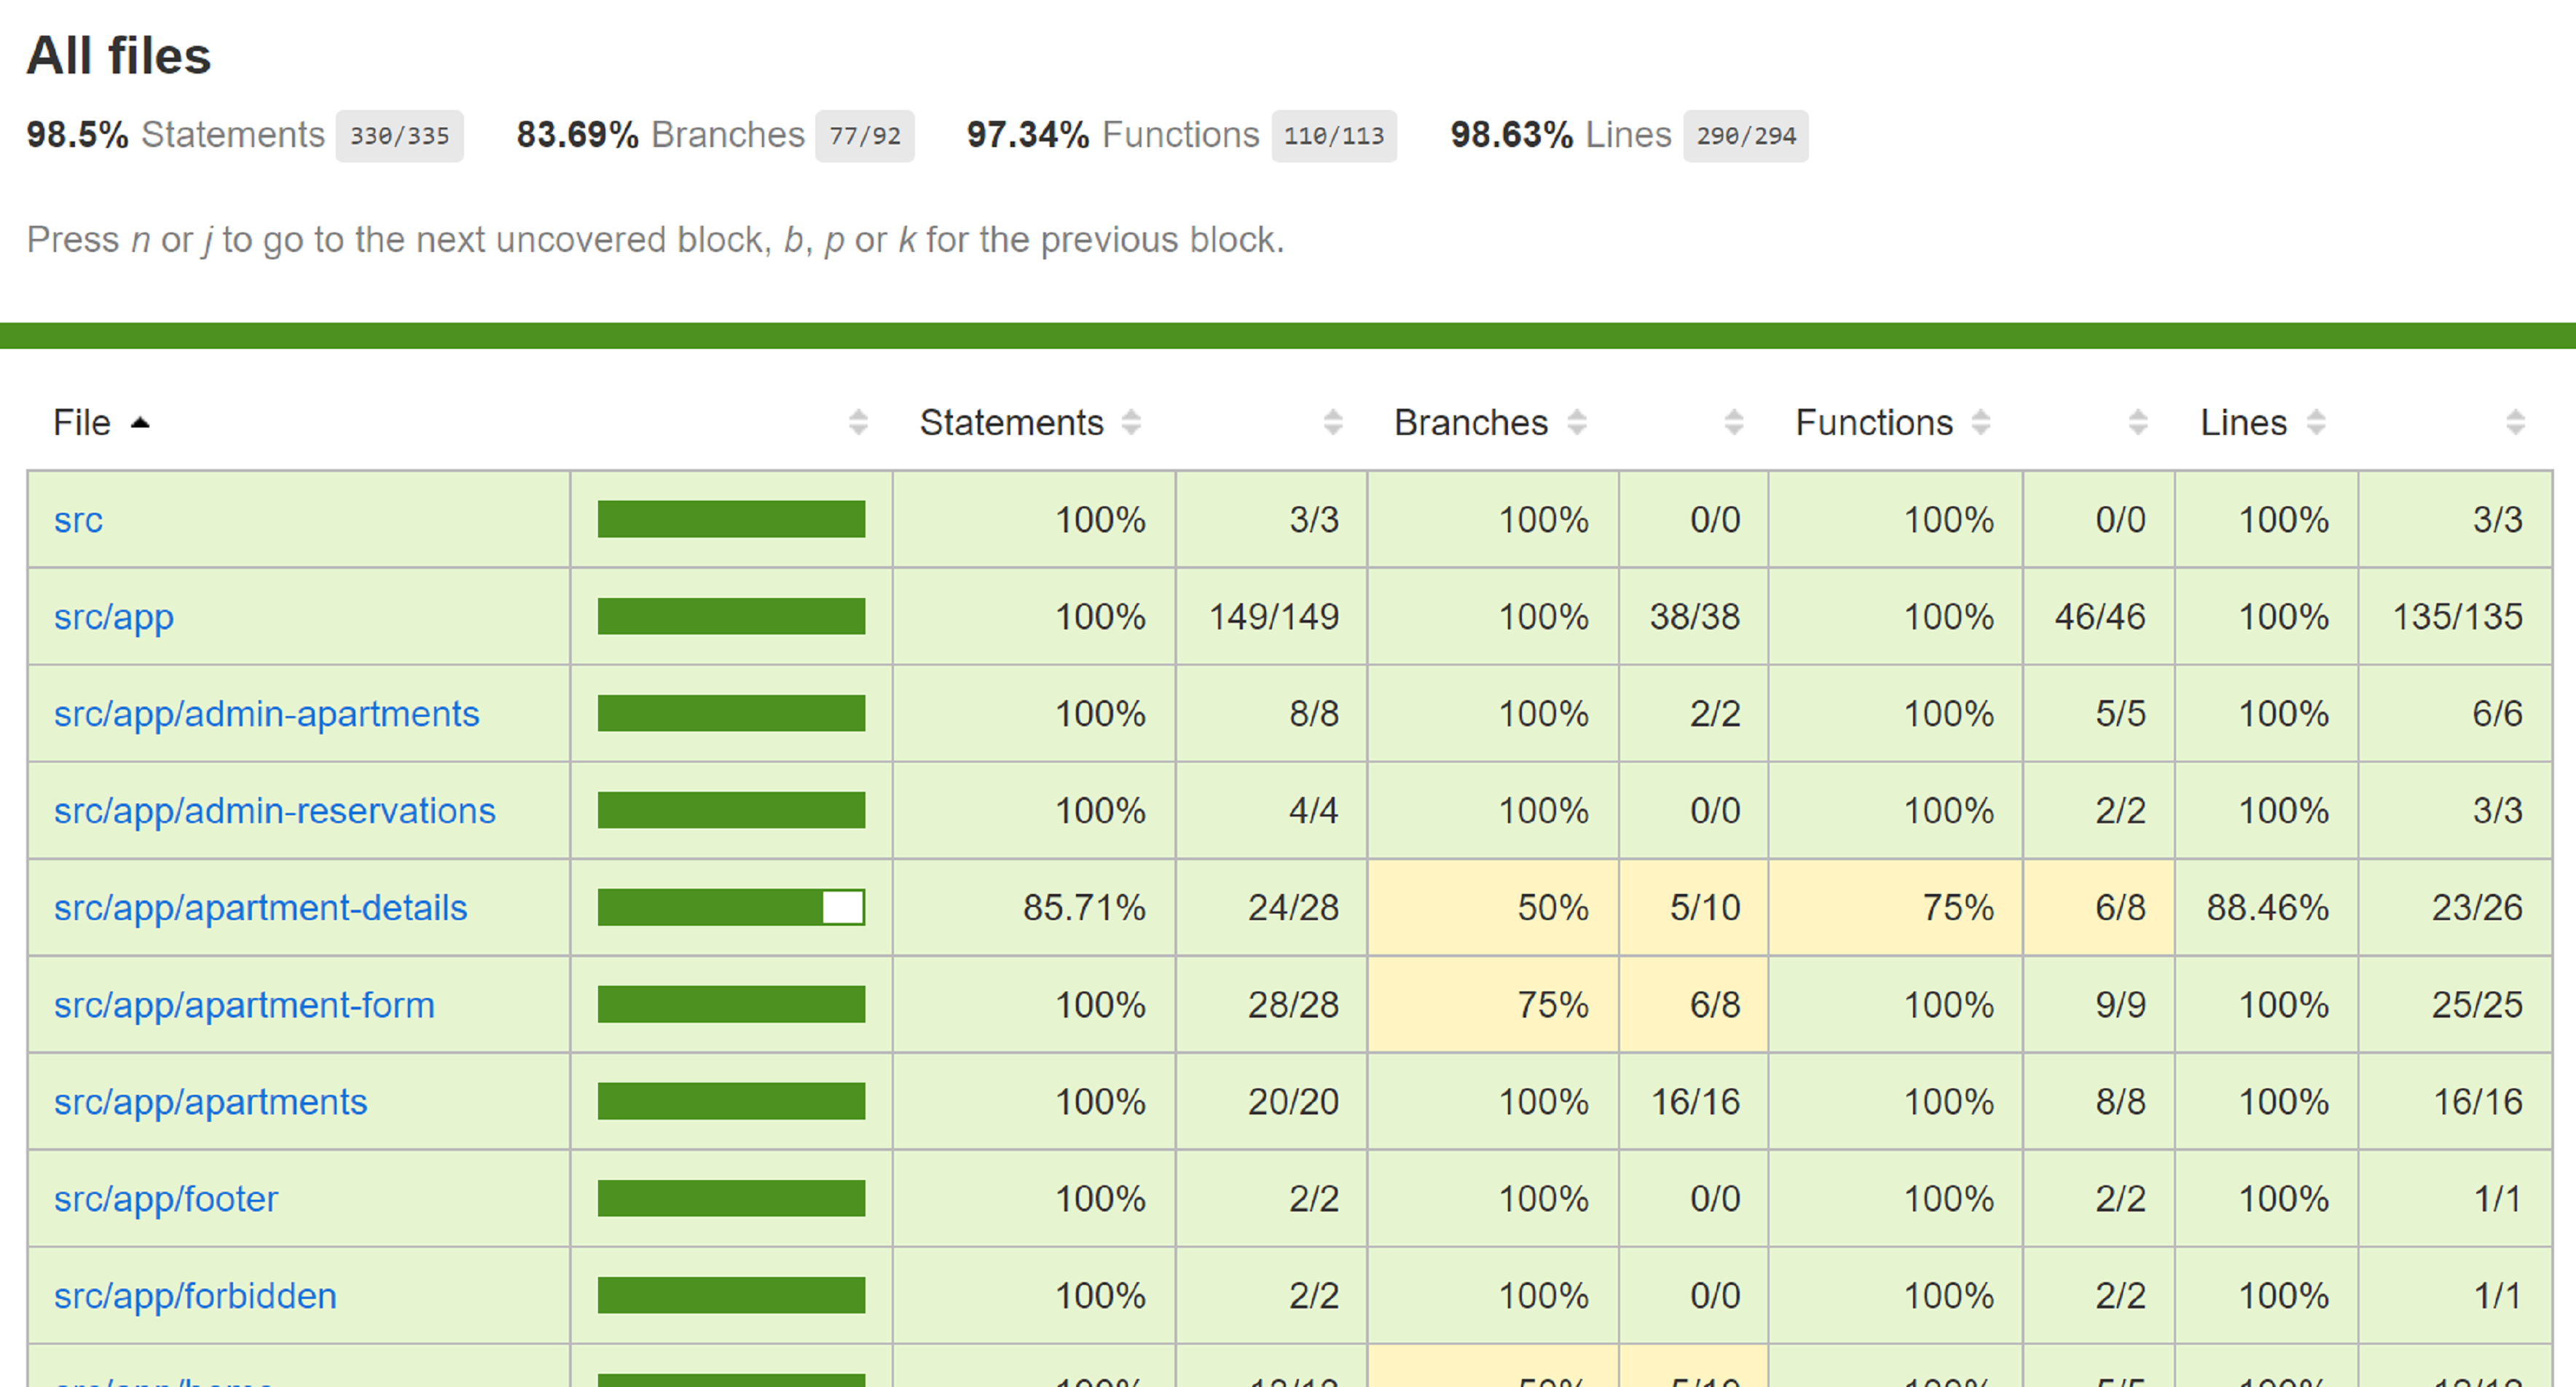 All files
98.5% Statements 330/335 83.69% Branches 77/92 97.34% Functions 110/113 98.63% Lines 290/294
Press n or j to go to the next uncovered block, b, p or k for the previous block.
File Statements Branches Functions Lines
src 100% 3/3 100% 0/0 100% 0/0 100% 3/3
src/app 100% 149/149 100% 38/38 100% 46/46 100% 135/135
src/app/admin-apartments 100% 8/8 100% 2/2 100% 5/5 100% 6/6
src/app/admin-reservations 100% 4/4 100% 0/0 100% 2/2 100% 3/3
src/app/apartment-details 85.71% 24/28 50% 5/10 75% 6/8 88.46% 23/26
src/app/apartment-form 100% 28/28 75% 6/8 100% 9/9 100% 25/25
src/app/apartments 100% 20/20 100% 16/16 100% 8/8 100% 16/16
src/app/footer 100% 2/2 100% 0/0 100% 2/2 100% 1/1
src/app/forbidden 100% 2/2 100% 0/0 100% 2/2 100% 1/1